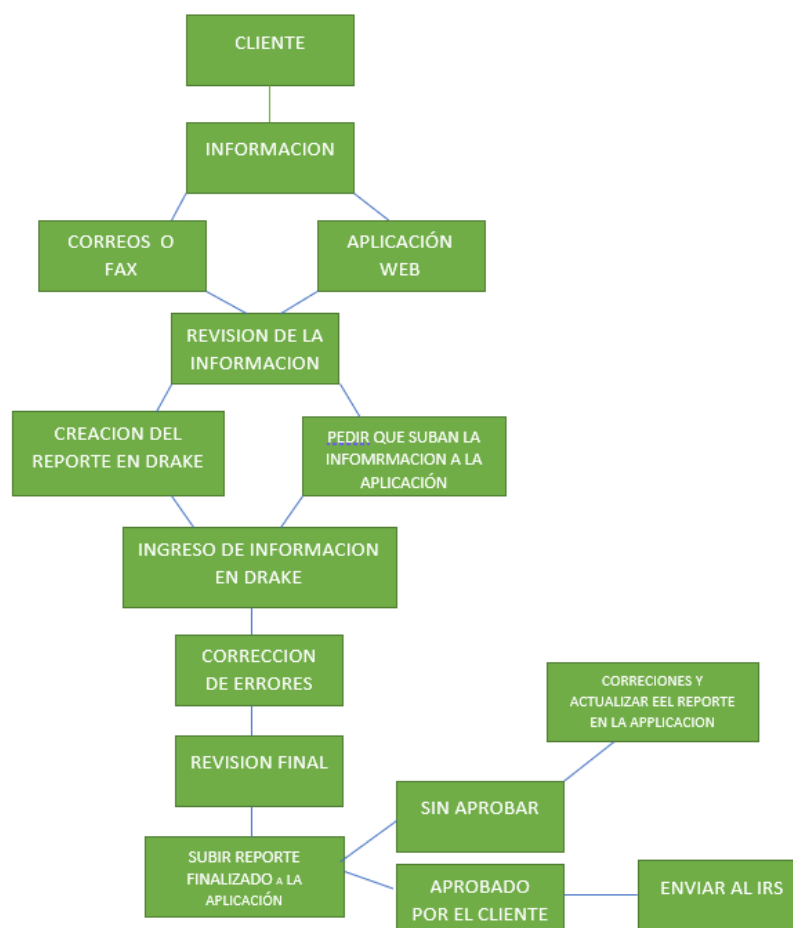 CLIENTE
INFORMACION
CORREOS O
FAX
APLICACIÓN
WEB
REVISION DE LA
INFORMACION
CREACION DEL
REPORTE EN DRAKE
PEDIR QUE SUBAN LA
INFOMRMACION A LA
APLICACIÓN
INGRESO DE INFORMACION
EN DRAKE
CORRECCION
DE ERRORES
CORRECIONES Y
ACTUALIZAR EEL REPORTE
EN LA APPLICACION
REVISION FINAL
SIN APROBAR
SUBIR REPORTE
FINALIZADO a LA
APLICACIÓN
APROBADO
POR EL CLIENTE
ENVIAR AL IRS